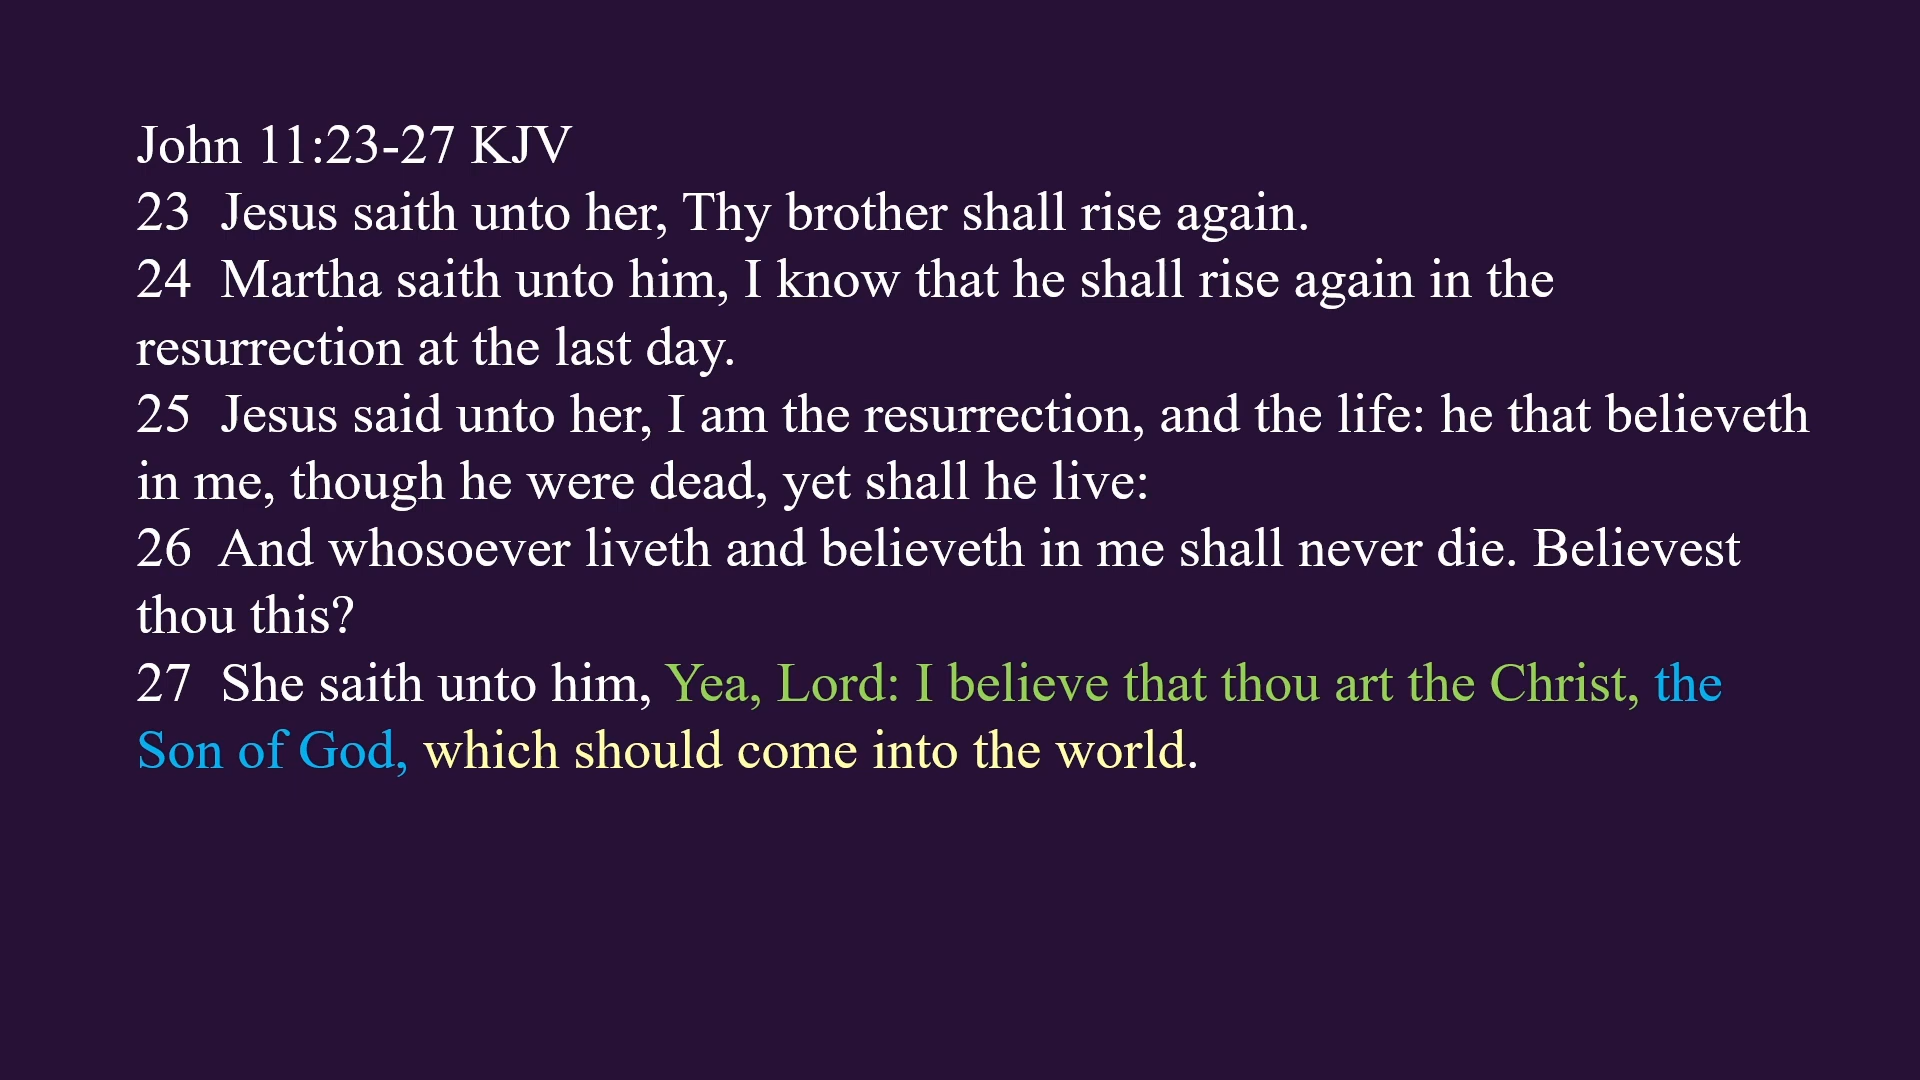 John 11:23-27 KJV
23  Jesus saith unto her, Thy brother shall rise again.
24  Martha saith unto him, I know that he shall rise again in the
resurrection at the last day.
25  Jesus said unto her, I am the resurrection, and the life: he that believeth
in me, though he were dead, yet shall he live:
26  And whosoever liveth and believeth in me shall never die. Believest
thou this?
27  She saith unto him, Yea, Lord: I believe that thou art the Christ, the
Son of God, which should come into the world.